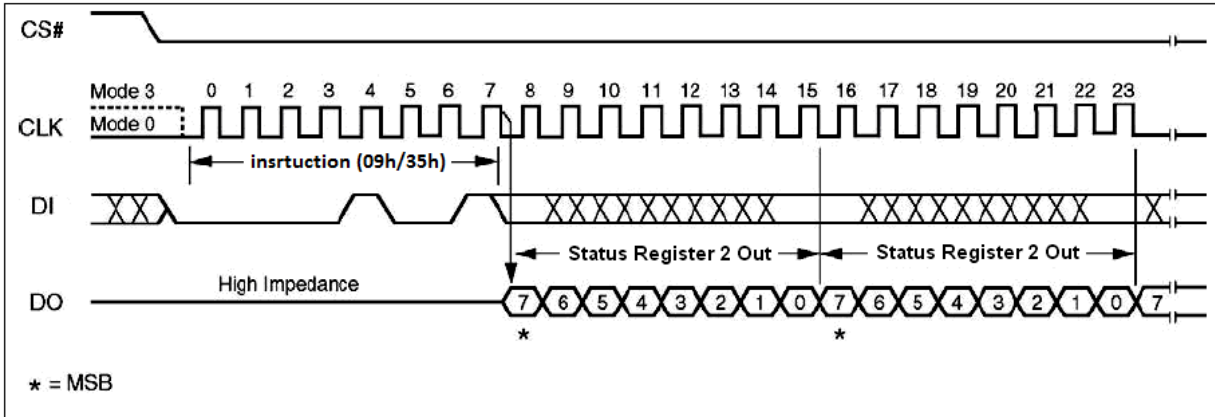 CS#
Mode 3
0 1 2 3 4 5 6 7 8 9 10 11 12 13 14 15 16 17 18 19 20 21 22 23
CLK
Mode 0
insrtuction (09h/35h)
DI
Status Register 2 Out
Status Register 2 Out
High Impedance
DO
7 6 5 4 3 2 1 0 7 6 5 4 3 2 1 0 7
* *
* = MSB